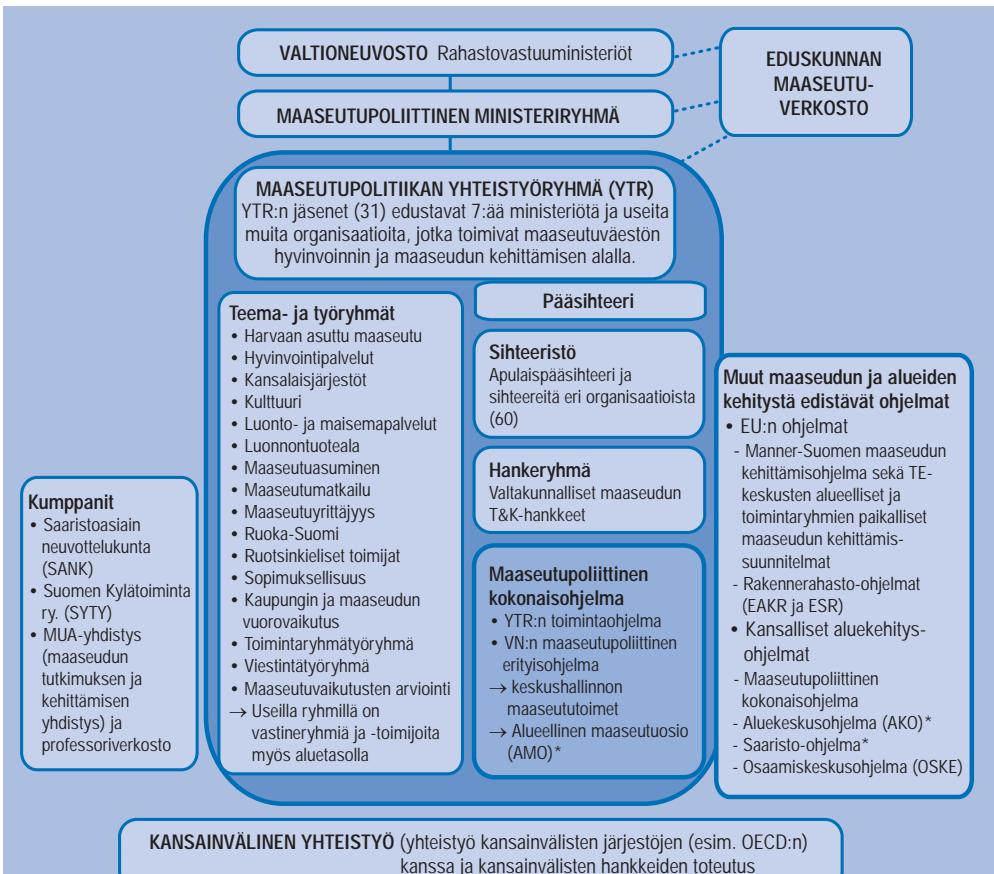 VALTIONEUVOSTO Rahastovastuuministeriöt
EDUSKUNNAN
MAASEUTU-
VERKOSTO
MAASEUTUPOLIITTINEN MINISTERIRYHMÄ
MAASEUTUPOLITIIKAN YHTEISTYÖRYHMÄ (YTR)
YTR:n jäsenet (31) edustavat 7:ää ministeriötä ja useita
muita organisaatioita, jotka toimivat maaseutuväestön
hyvinvoinnin ja maaseudun kehittämisen alalla.
Teema- ja työryhmät
• Harvaan asuttu maaseutu
• Hyvinvointipalvelut
• Kansalaisjärjestöt
• Kulttuuri
• Luonto- ja maisemapalvelut
• Luonnontuoteala
• Maaseutuasuminen
• Maaseutumatkailu
• Maaseutuyrittäjyys
• Ruoka-Suomi
• Ruotsinkieliset toimijat
• Sopimuksellisuus
• Kaupungin ja maaseudun
vuorovaikutus
• Toimintaryhmätyöryhmä
• Viestintätyöryhmä
• Maaseutuvaikutusten arviointi
→ Useilla ryhmillä on
vastineryhmiä ja -toimijoita
myös aluetasolla
Pääsihteeri
Sihteeristö
Apulaispääsihteeri ja
sihteereitä eri organisaatioista
(60)
Hankeryhmä
Valtakunnalliset maaseudun
T&K-hankkeet
Maaseutupoliittinen
kokonaisohjelma
• YTR:n toimintaohjelma
• VN:n maaseutupoliittinen
erityisohjelma
→ keskushallinnon
maaseututoimet
→ Alueellinen maaseutuosio
(AMO)*
Kumppanit
• Saaristoasiain
neuvottelukunta
(SANK)
• Suomen Kylätoiminta
ry. (SYTY)
• MUA-yhdistys
(maaseudun
tutkimuksen ja
kehittämisen
yhdistys) ja
professoriverkosto
Muut maaseudun ja alueiden
kehitystä edistävät ohjelmat
• EU:n ohjelmat
- Manner-Suomen maaseudun
kehittämisohjelma sekä TE-
keskusten alueelliset ja
toimintaryhmien paikalliset
maaseudun kehittämis-
suunnitelmat
- Rakennerahasto-ohjelmat
(EAKR ja ESR)
• Kansalliset aluekehitys-
ohjelmat
- Maaseutupoliittinen
kokonaisohjelma
- Aluekeskusohjelma (AKO)*
- Saaristo-ohjelma*
- Osaamiskeskusohjelma (OSKE)
KANSAINVÄLINEN YHTEISTYÖ (yhteistyö kansainvälisten järjestöjen (esim. OECD:n)
kanssa ja kansainvälisten hankkeiden toteutus